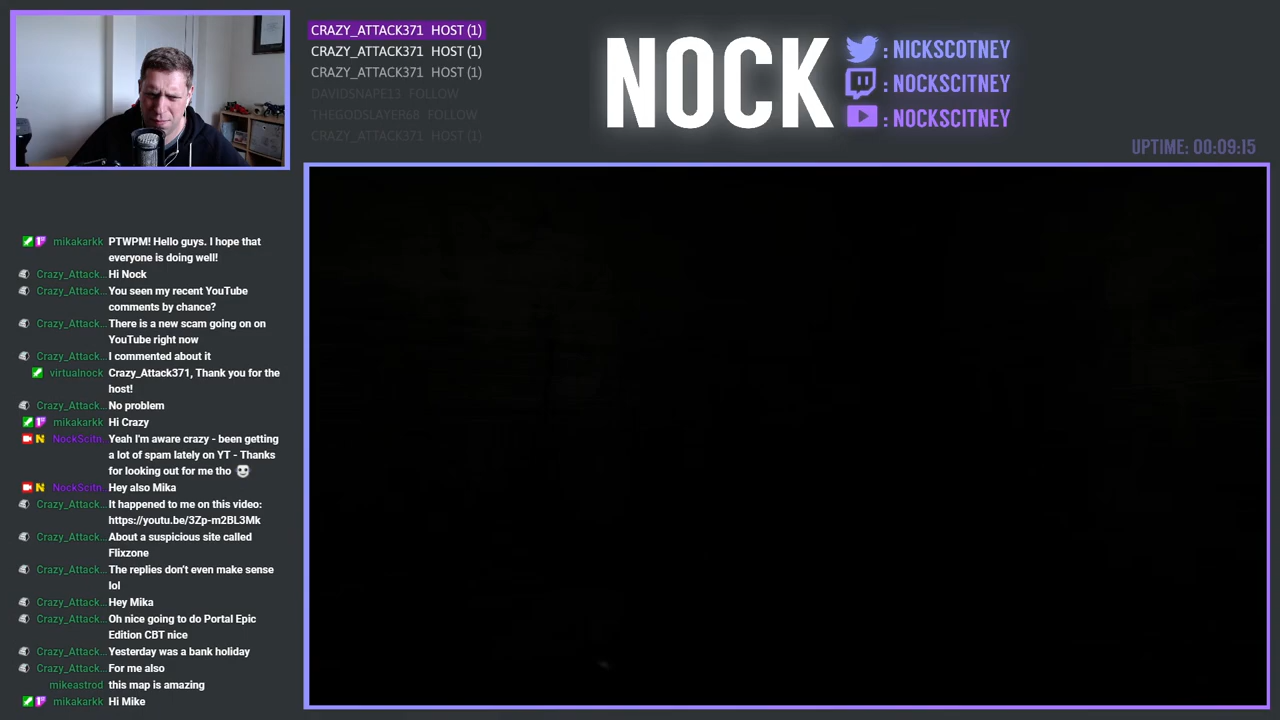 CRAZY_ATTACK371 HOST (1)
CRAZY_ATTACK371 HOST (1)
CRAZY_ATTACK371 HOST (1)
DAVIDSNAPE13 FOLLOW
THEGODSLAYER68 FOLLOW
CRAZY_ATTACK371 HOST (1)
NOCK
: NICKSCOTNEY
: NOCKSCITNEY
: NOCKSCITNEY
UPTIME: 00:09:15
mikakarkk PTWPM! Hello guys. I hope that
everyone is doing well!
Crazy_Attack... Hi Nock
Crazy_Attack... You seen my recent YouTube
comments by chance?
Crazy_Attack... There is a new scam going on on
YouTube right now
Crazy_Attack... I commented about it
virtualnock Crazy_Attack371, Thank you for the
host!
Crazy_Attack... No problem
mikakarkk Hi Crazy
NockScitn... Yeah I'm aware crazy - been getting
a lot of spam lately on YT - Thanks
for looking out for me tho
NockScitn... Hey also Mika
Crazy_Attack... It happened to me on this video:
https://youtu.be/3Zp-m2BL3Mk
Crazy_Attack... About a suspicious site called
Flixzone
Crazy_Attack... The replies don't even make sense
lol
Crazy_Attack... Hey Mika
Crazy_Attack... Oh nice going to do Portal Epic
Edition CBT nice
Crazy_Attack... Yesterday was a bank holiday
Crazy_Attack... For me also
mikeastrod this map is amazing
mikakarkk Hi Mike